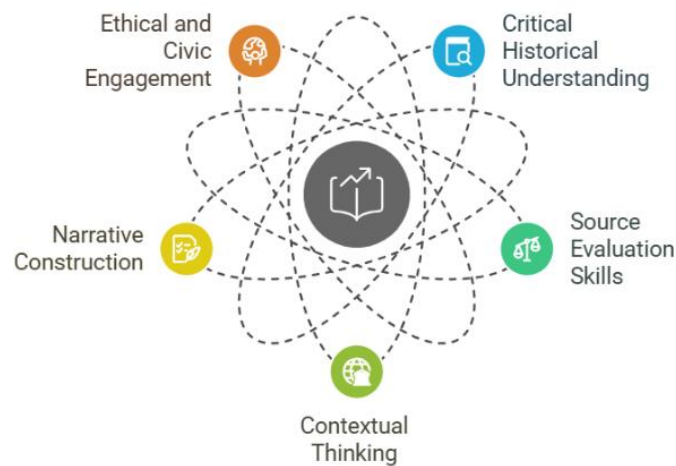 Ethical and
Civic
Engagement
Critical
Historical
Understanding
Narrative
Construction
Source
Evaluation
Skills
Contextual
Thinking